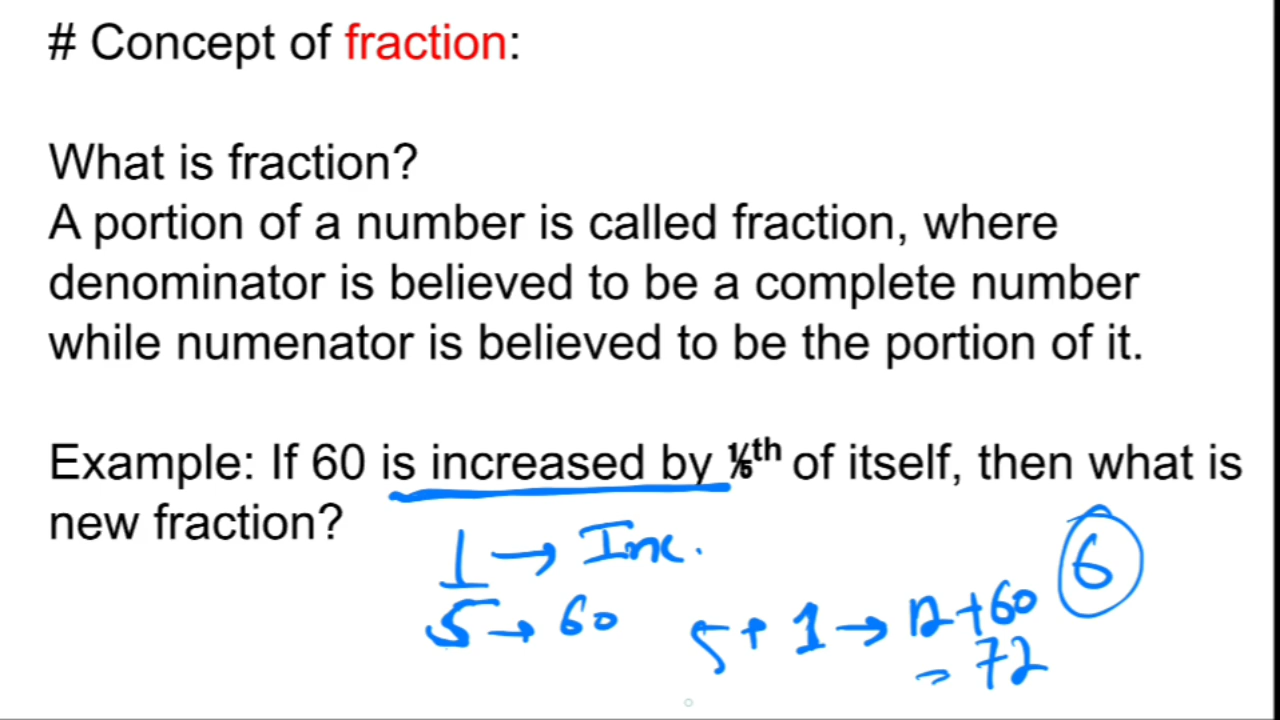 # Concept of fraction:
What is fraction?
A portion of a number is called fraction, where
denominator is believed to be a complete number
while numenator is believed to be the portion of it.
Example: If 60 is increased by ⅕th of itself, then what is
new fraction?
1 → Inc.
5 → 60
5 + 1 → 12 + 60
= 72
6